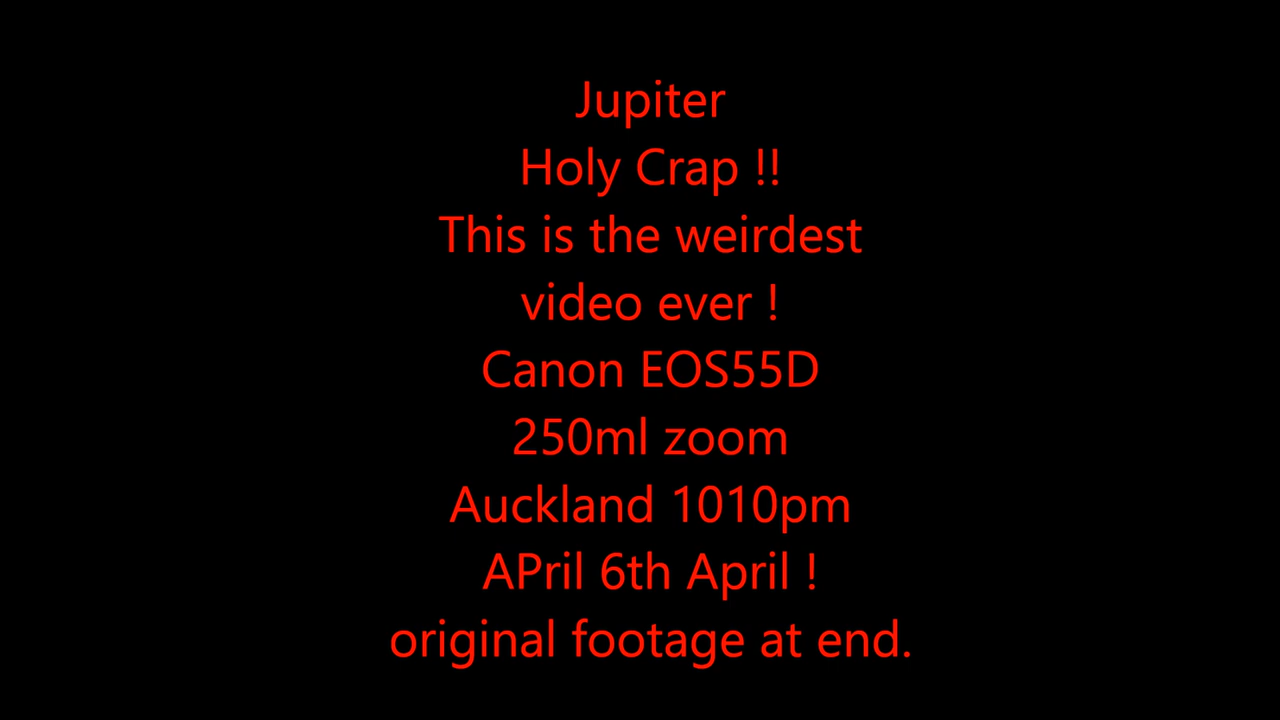 Jupiter
Holy Crap !!
This is the weirdest
video ever !
Canon EOS55D
250ml zoom
Auckland 1010pm
APril 6th April !
original footage at end.